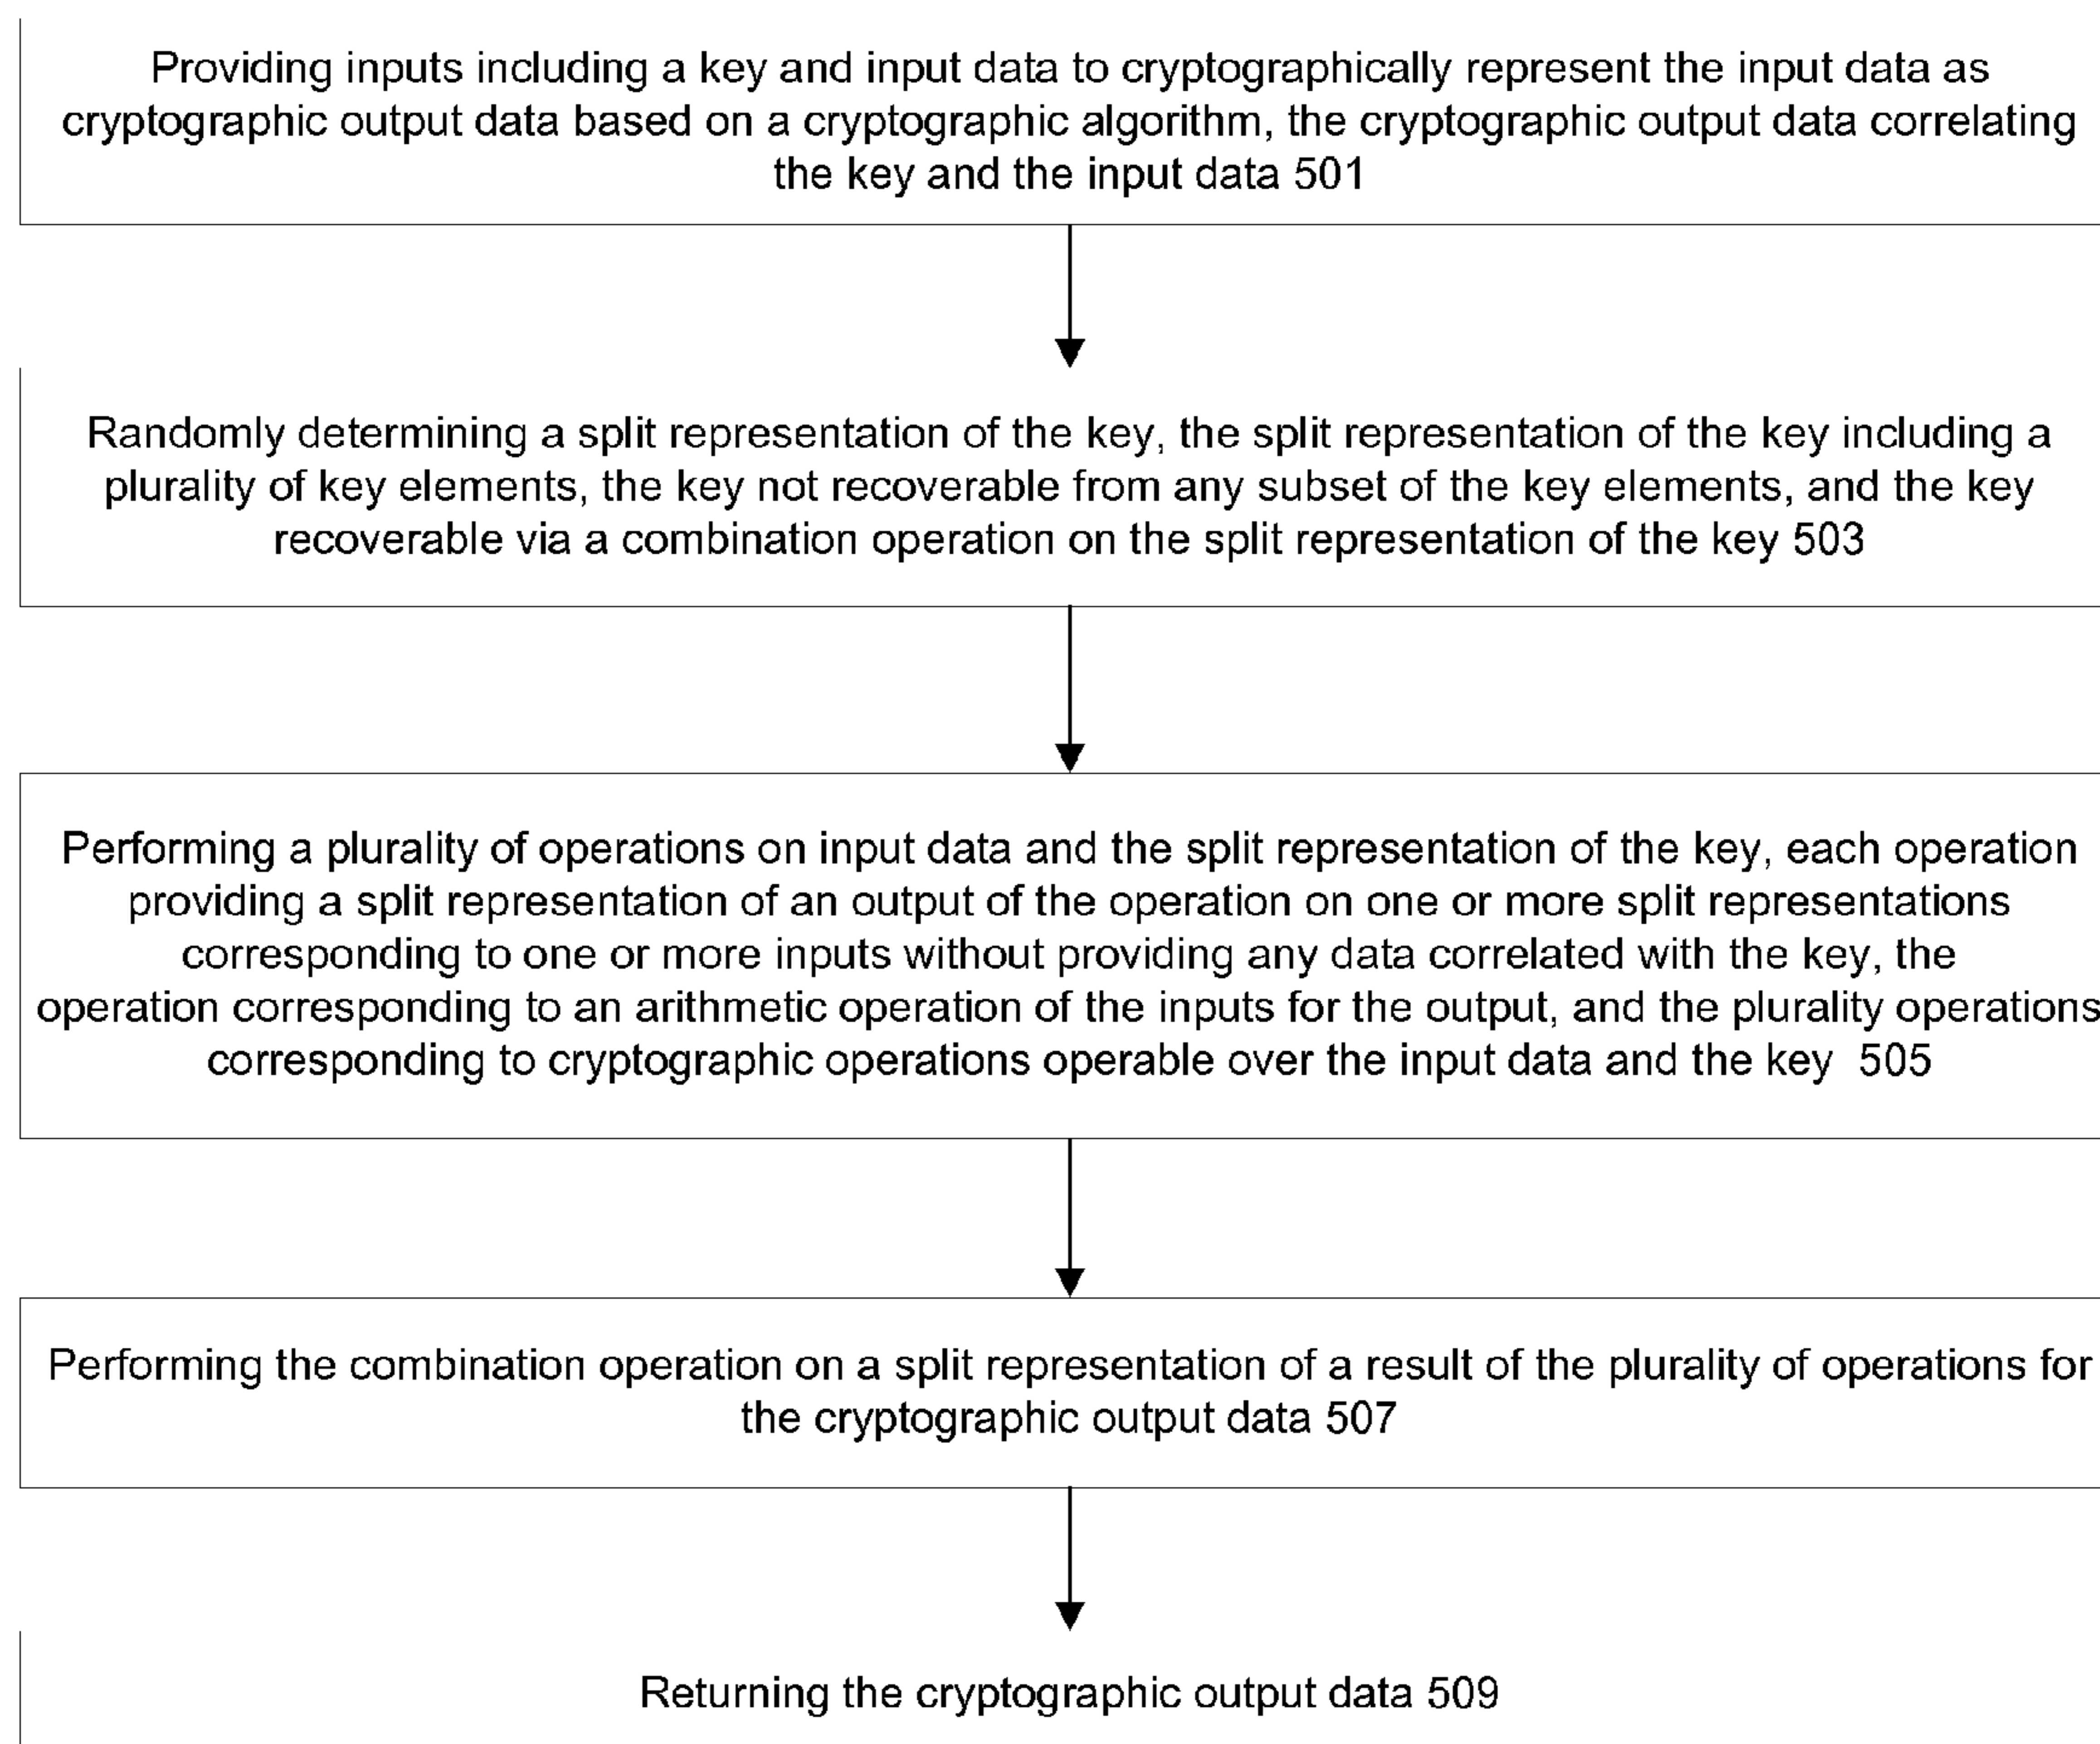 Providing inputs including a key and input data to cryptographically represent the input data as
cryptographic output data based on a cryptographic algorithm, the cryptographic output data correlating
the key and the input data 501
Randomly determining a split representation of the key, the split representation of the key including a
plurality of key elements, the key not recoverable from any subset of the key elements, and the key
recoverable via a combination operation on the split representation of the key 503
Performing a plurality of operations on input data and the split representation of the key, each operation
providing a split representation of an output of the operation on one or more split representations
corresponding to one or more inputs without providing any data correlated with the key, the
operation corresponding to an arithmetic operation of the inputs for the output, and the plurality operations
corresponding to cryptographic operations operable over the input data and the key 505
Performing the combination operation on a split representation of a result of the plurality of operations for
the cryptographic output data 507
Returning the cryptographic output data 509